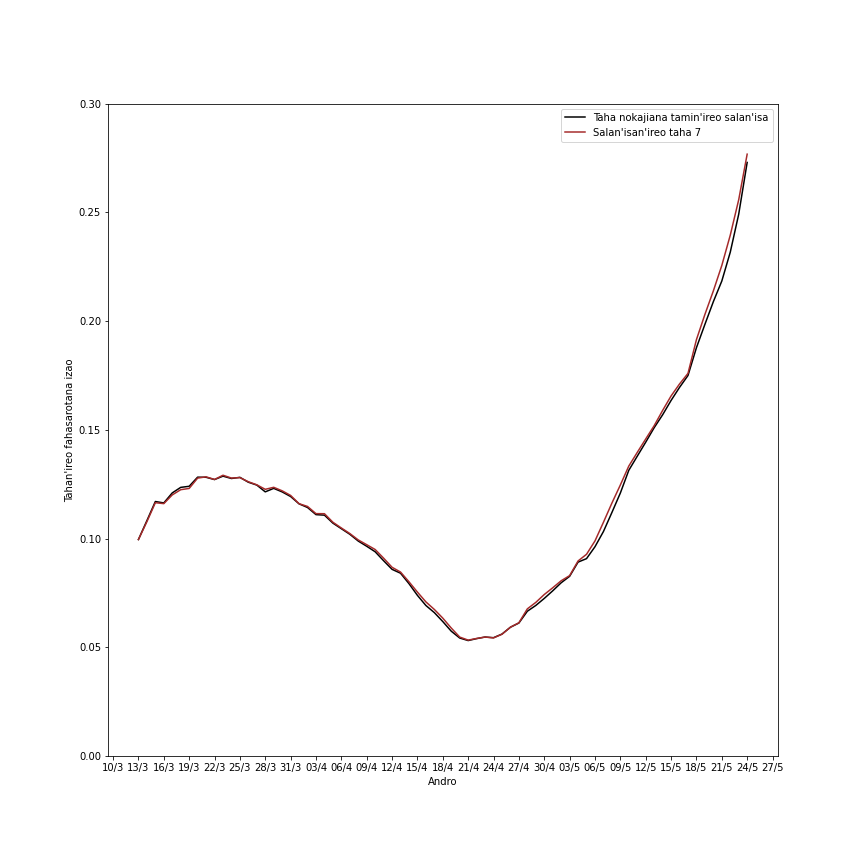 Taha nokajiana tamin'ireo salan'isa
Salan'isan'ireo taha 7
0.30
0.25
0.20
0.15
0.10
0.05
0.00
Tahan'ireo fahasarotana izao
10/3 13/3 16/3 19/3 22/3 25/3 28/3 31/3 03/4 06/4 09/4 12/4 15/4 18/4 21/4 24/4 27/4 30/4 03/5 06/5 09/5 12/5 15/5 18/5 21/5 24/5 27/5
Andro